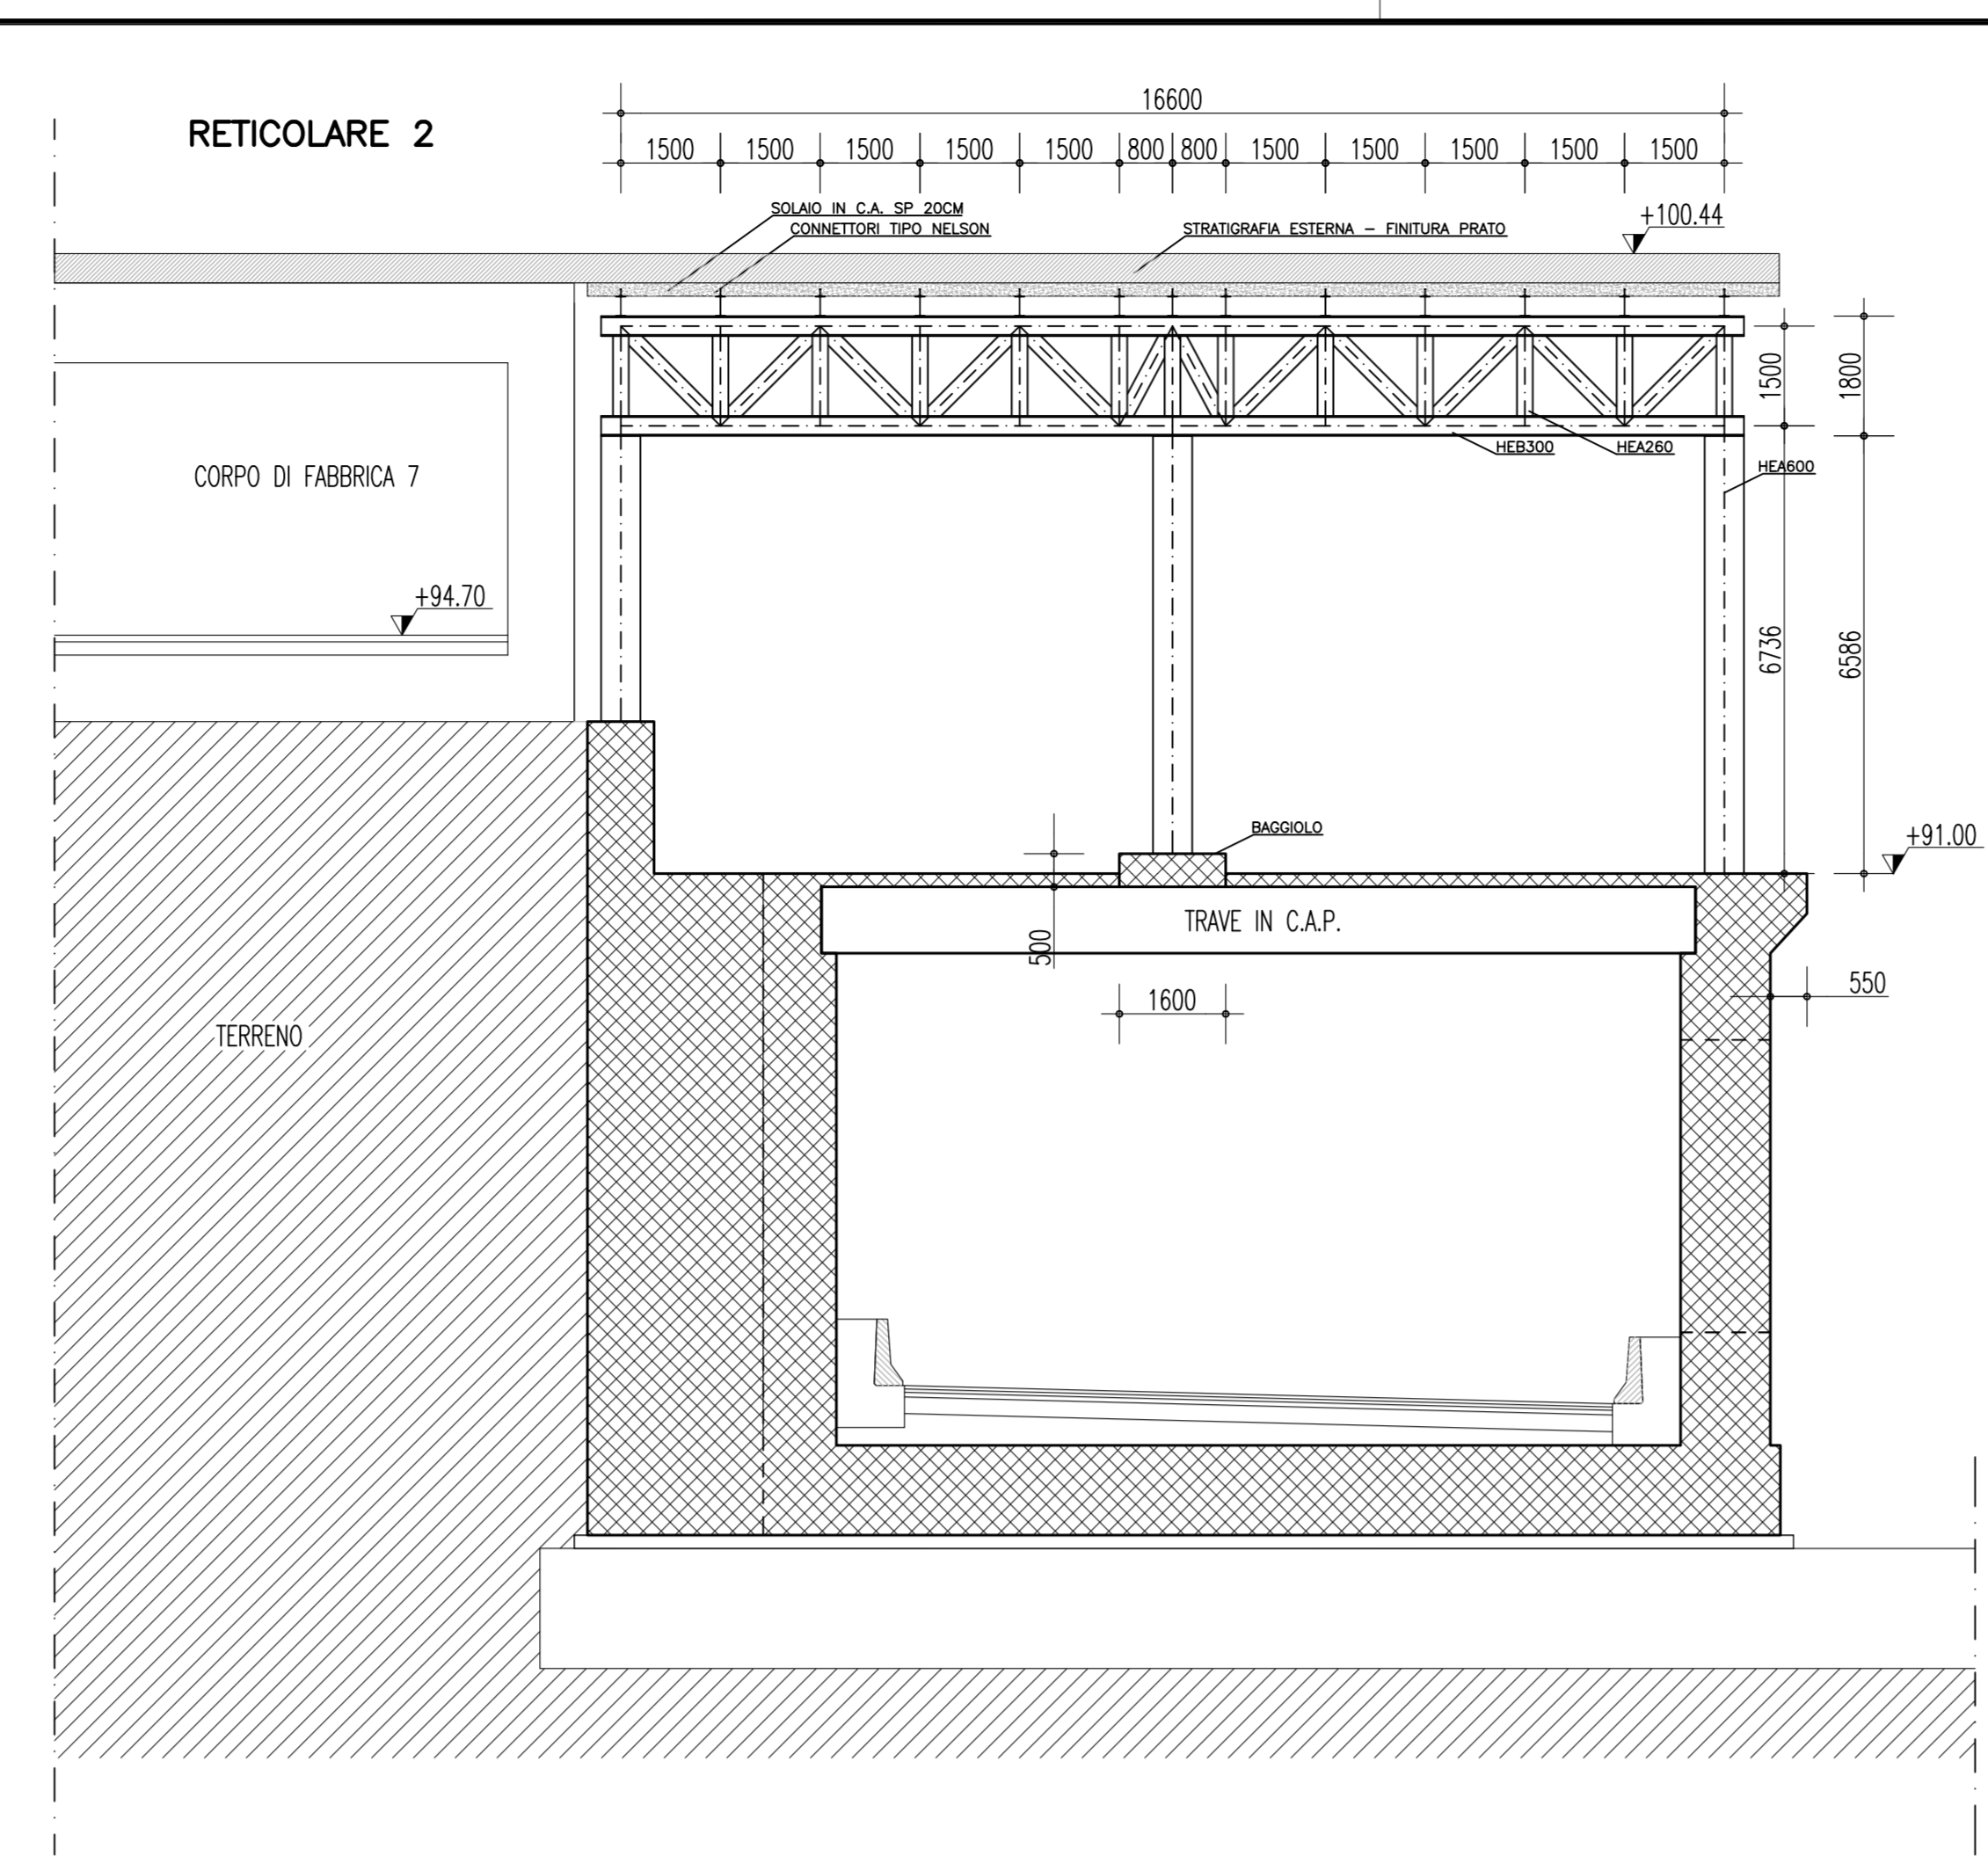 16600
RETICOLARE 2
1500 1500 1500 1500 1500 800 800 1500 1500 1500 1500 1500
SOLAIO IN C.A. SP 20CM
CONNETTORI TIPO NELSON
STRATIGRAFIA ESTERNA - FINITURA PRATO
+100.44
1500
1800
HEB300
HEA260
HEA600
CORPO DI FABBRICA 7
+94.70
6736
6586
BAGGIOLO
+91.00
TRAVE IN C.A.P.
500
550
1600
TERRENO